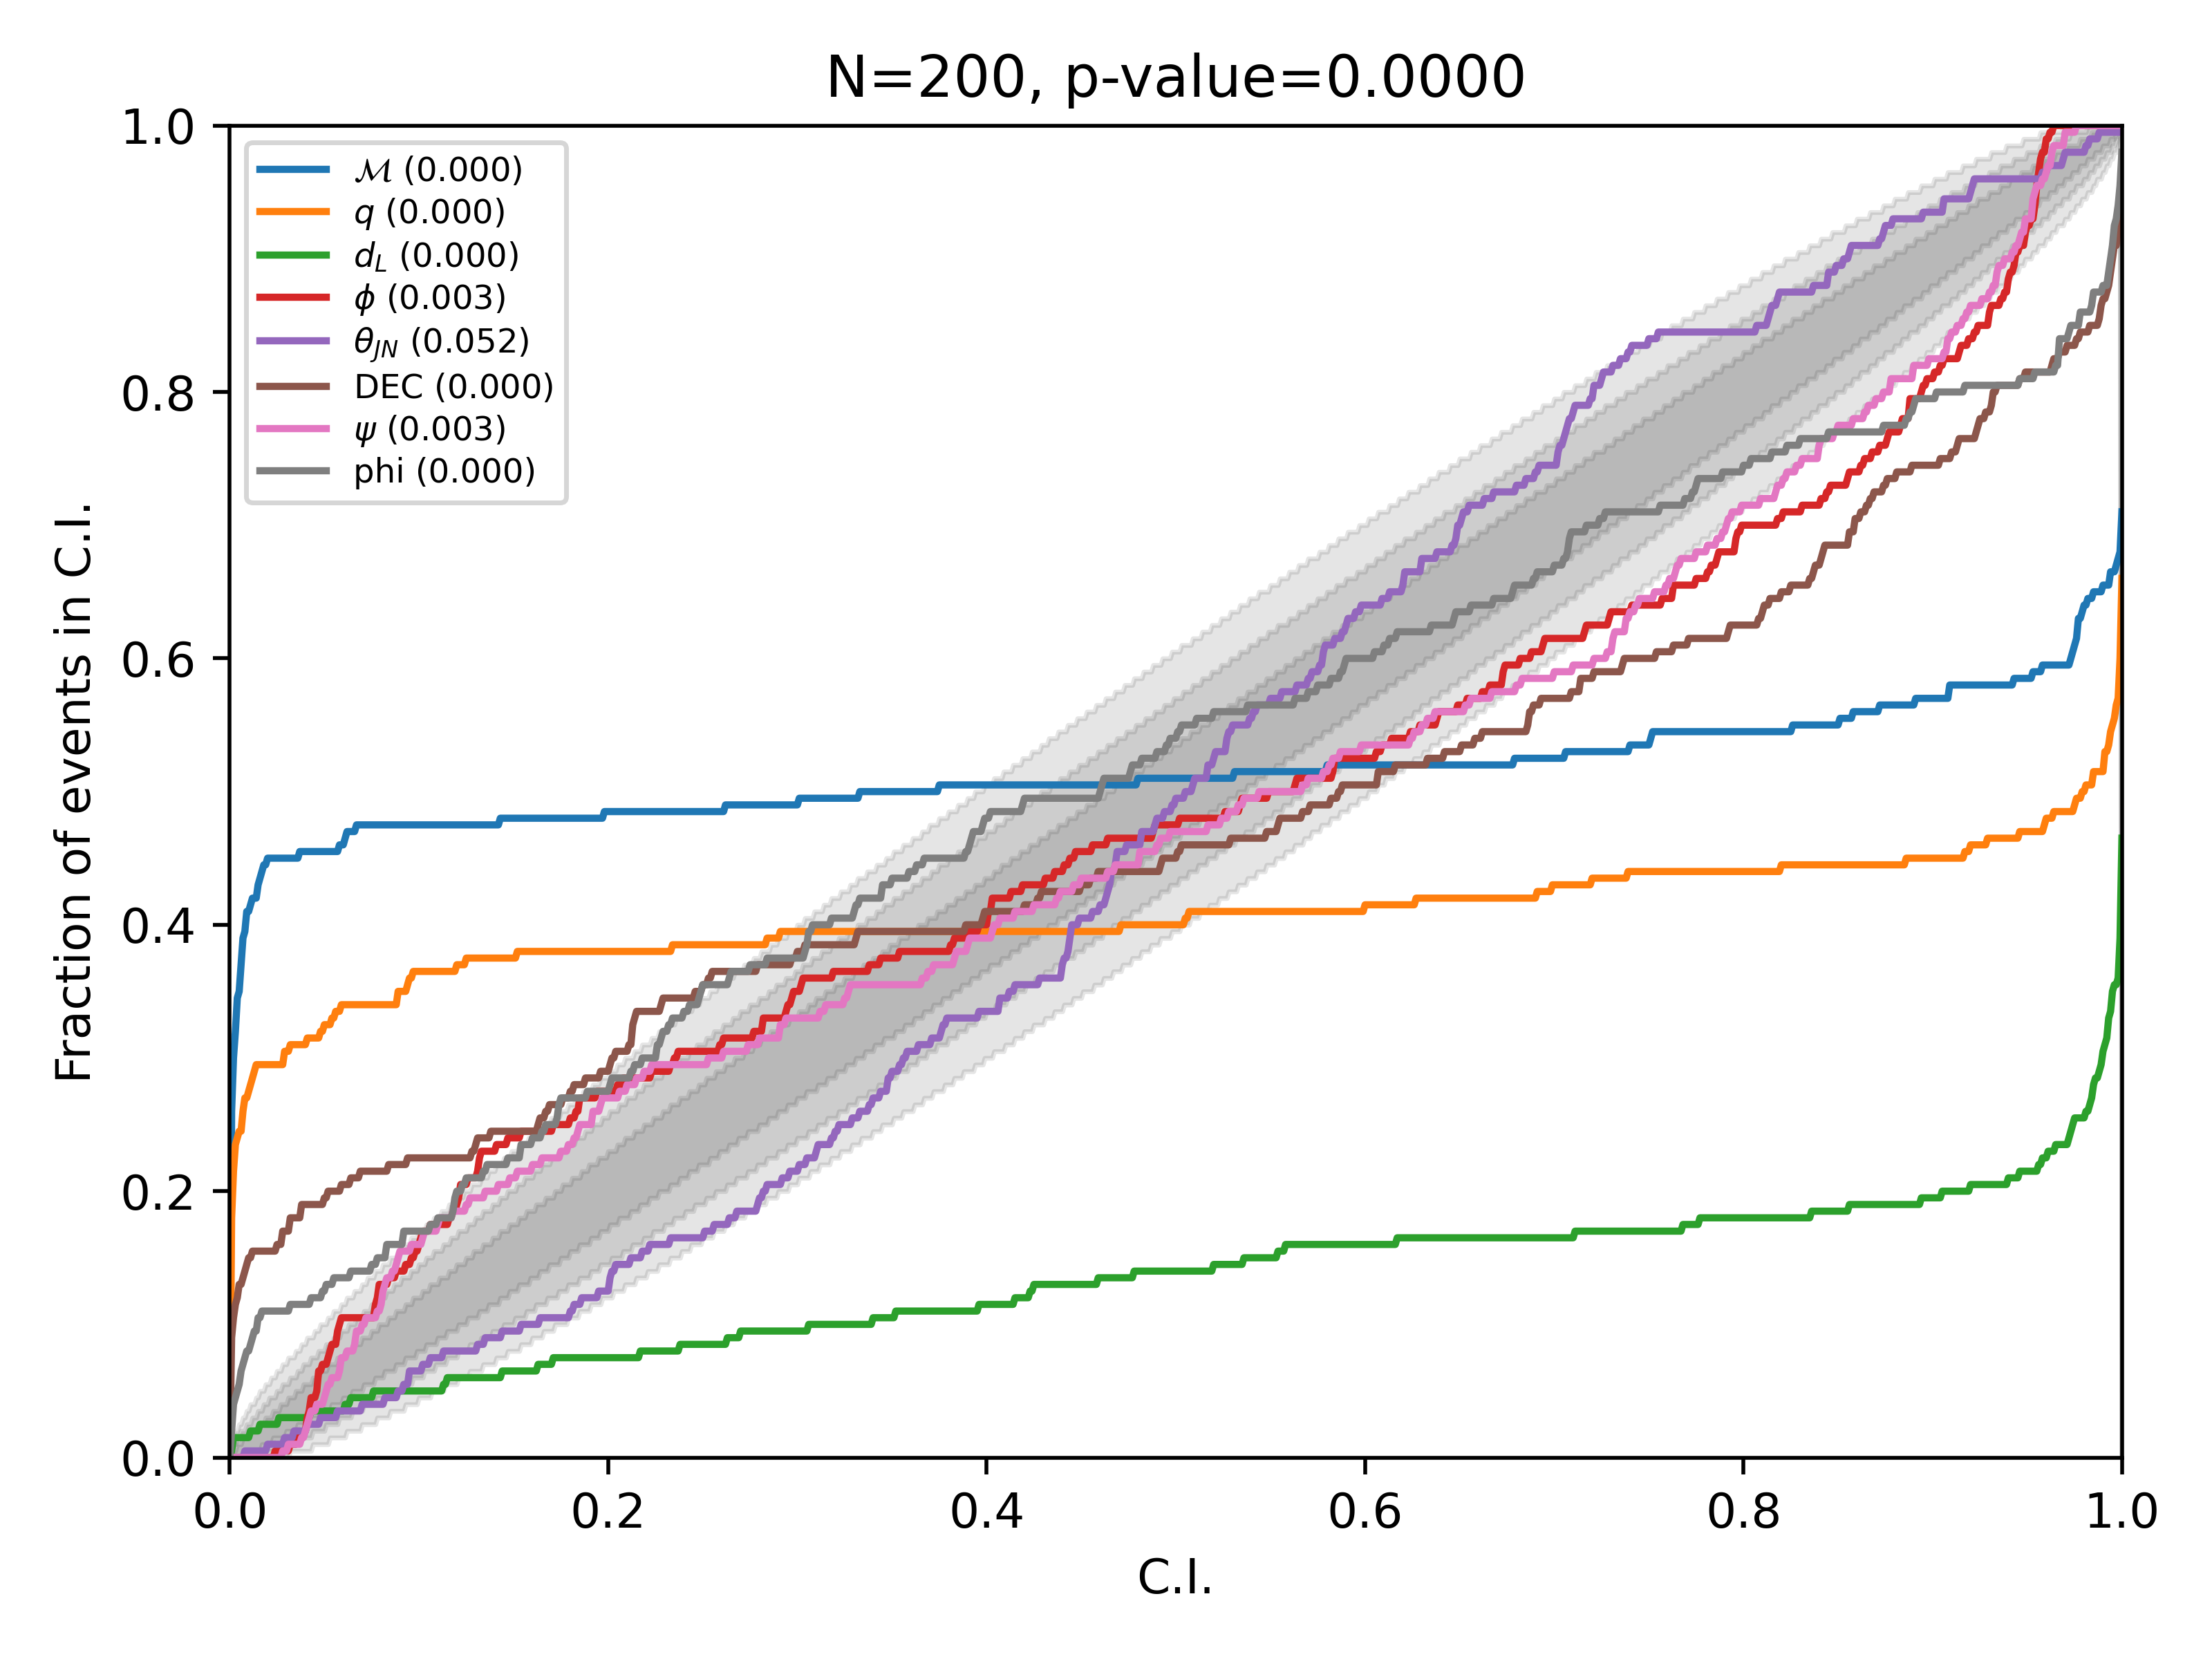 N=200, p-value=0.0000
ℳ (0.000)
q (0.000)
d_L (0.000)
ϕ (0.003)
θ_JN (0.052)
DEC (0.000)
ψ (0.003)
phi (0.000)
Fraction of events in C.I.
1.0
0.8
0.6
0.4
0.2
0.0
0.0 0.2 0.4 0.6 0.8 1.0
C.I.